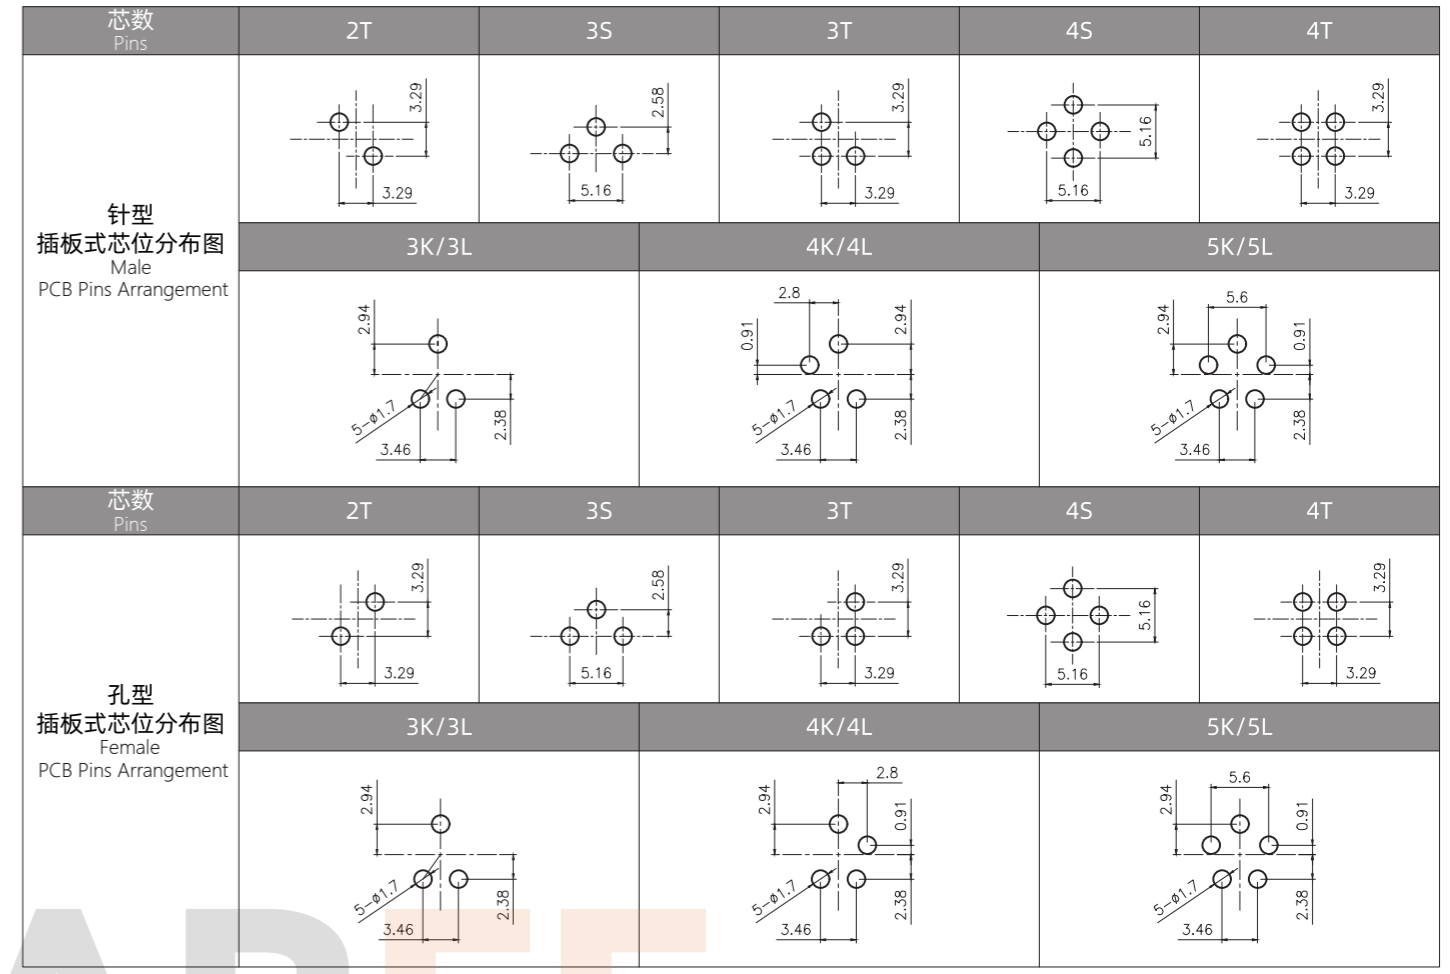 芯数
Pins
2T
3S
3T
4S
4T
针型
插板式芯位分布图
Male
PCB Pins Arrangement
3.29
3.29
2.58
5.16
3.29
3.29
5.16
5.16
3.29
3.29
3K/3L
4K/4L
5K/5L
2.94
5-ø1.7
3.46
2.38
2.8
0.91
2.94
5-ø1.7
3.46
2.38
5.6
2.94
0.91
5-ø1.7
3.46
2.38
芯数
Pins
2T
3S
3T
4S
4T
孔型
插板式芯位分布图
Female
PCB Pins Arrangement
3.29
3.29
2.58
5.16
3.29
3.29
5.16
5.16
3.29
3.29
3K/3L
4K/4L
5K/5L
2.94
5-ø1.7
3.46
2.38
2.8
2.94
0.91
5-ø1.7
3.46
2.38
5.6
2.94
0.91
5-ø1.7
3.46
2.38